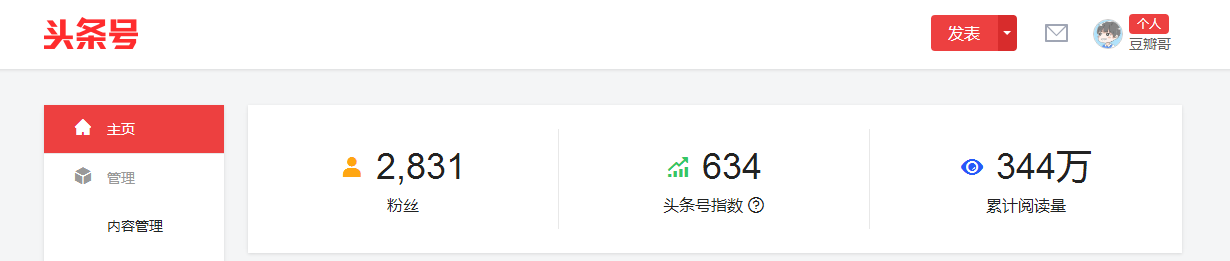 头条号
发表
个人
豆瓣哥
主页
管理
内容管理
2,831
粉丝
634
头条号指数
344万
累计阅读量